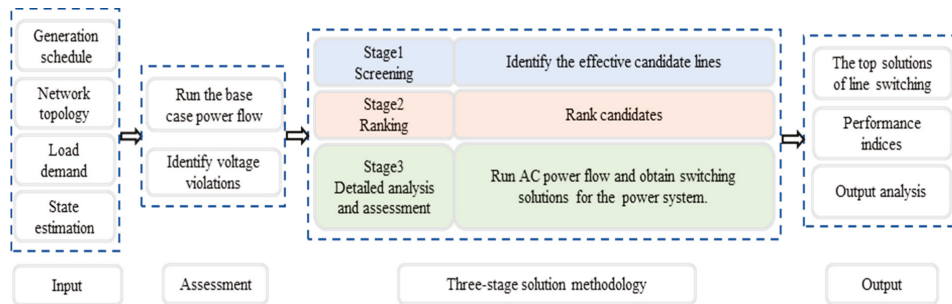 Generation
schedule
Network
topology
Load
demand
State
estimation
Run the base
case power flow
Identify voltage
violations
Stage1
Screening
Identify the effective candidate lines
Stage2
Ranking
Rank candidates
Stage3
Detailed analysis
and assessment
Run AC power flow and obtain switching
solutions for the power system.
The top solutions
of line switching
Performance
indices
Output analysis
Input
Assessment
Three-stage solution methodology
Output